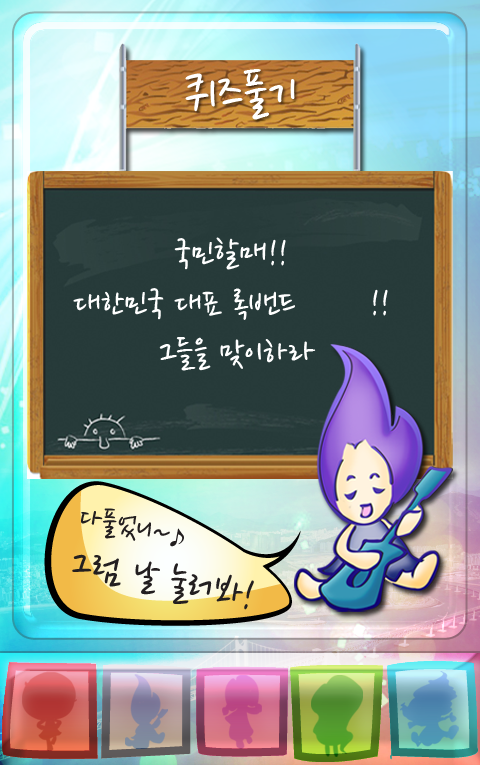 퀴즈풀기
국민할매!!
대한민국 대표 록밴드 !!
그들을 맞이하라
다풀었니~♪
그럼 날 눌러봐!